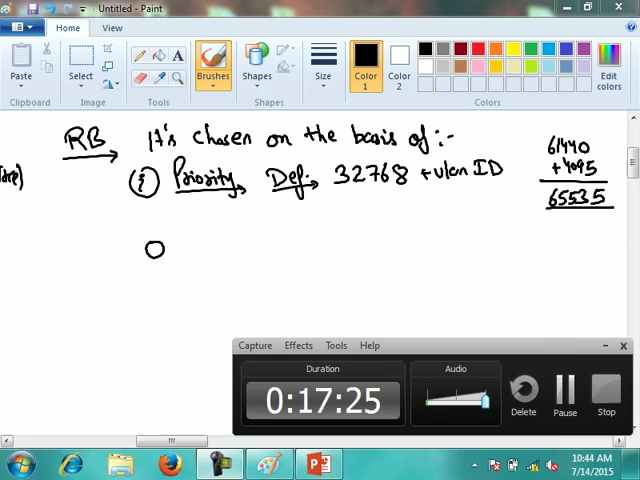 Untitled - Paint
Home
View
Paste
Select
Brushes
Shapes
Size
Color 1
Color 2
Edit colors
Clipboard
Image
Tools
Shapes
Colors
RB It's chosen on the basis of :-
61440
+4095
65535
(i) Priority Def: 32768 + vlan ID
Capture Effects Tools Help
Duration
Audio
0:17:25
Delete
Pause
Stop
10:44 AM
7/14/2015